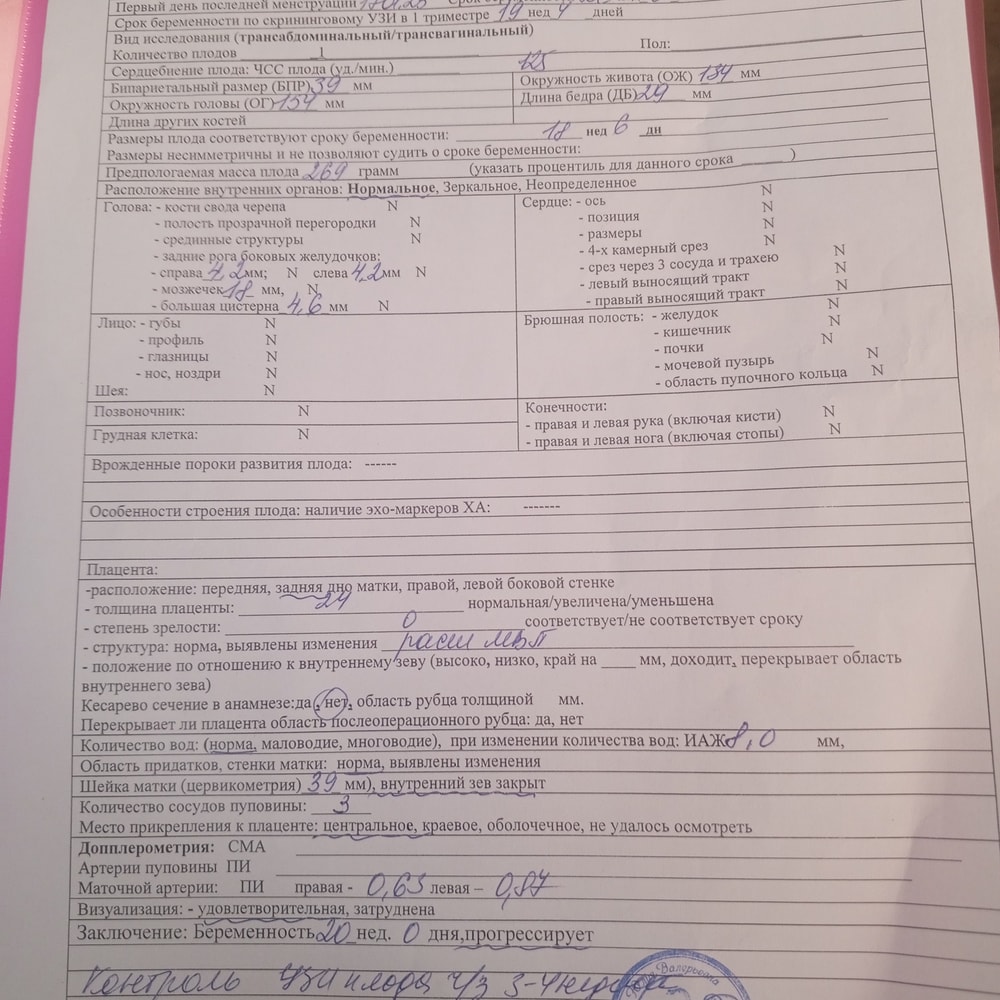 Первый день последней менструации
Срок беременности по скрининговому УЗИ в 1 триместре 19 нед 4 дней
Вид исследования (трансабдоминальный/трансвагинальный)
Количество плодов 1 Пол:
Сердцебиение плода: ЧСС плода (уд./мин.) 125
Бипариетальный размер (БПР) 39 мм Окружность живота (ОЖ) 134 мм
Окружность головы (ОГ) 154 мм Длина бедра (ДБ) 29 мм
Длина других костей
Размеры плода соответствуют сроку беременности: 18 нед 6 дн
Размеры несимметричны и не позволяют судить о сроке беременности:
Предпологаемая масса плода 269 грамм (указать процентиль для данного срока )
Расположение внутренних органов: Нормальное, Зеркальное, Неопределенное
Голова: - кости свода черепа N
- полость прозрачной перегородки N
- срединные структуры N
- задние рога боковых желудочков:
- справа 4,2 мм; N слева 4,2 мм N
- мозжечек 18 мм, N
- большая цистерна 4,6 мм N
Сердце: - ось N
- позиция N
- размеры N
- 4-х камерный срез N
- срез через 3 сосуда и трахею N
- левый выносящий тракт N
- правый выносящий тракт N
Лицо: - губы N
- профиль N
- глазницы N
- нос, ноздри N
Шея: N
Брюшная полость: - желудок N
- кишечник N
- почки N
- мочевой пузырь N
- область пупочного кольца N
Позвоночник: N
Грудная клетка: N
Конечности:
- правая и левая рука (включая кисти) N
- правая и левая нога (включая стопы) N
Врожденные пороки развития плода: ------
Особенности строения плода: наличие эхо-маркеров ХА: -------
Плацента:
-расположение: передняя, задняя дно матки, правой, левой боковой стенке
- толщина плаценты: 24 нормальная/увеличена/уменьшена
- степень зрелости: 0 соответствует/не соответствует сроку
- структура: норма, выявлены изменения расш МВП
- положение по отношению к внутреннему зеву (высоко, низко, край на ____ мм, доходит, перекрывает область
внутреннего зева)
Кесарево сечение в анамнезе:да , нет, область рубца толщиной мм.
Перекрывает ли плацента область послеоперационного рубца: да, нет
Количество вод: (норма, маловодие, многоводие), при изменении количества вод: ИАЖ 8,0 мм,
Область придатков, стенки матки: норма, выявлены изменения
Шейка матки (цервикометрия) 39 мм), внутренний зев закрыт
Количество сосудов пуповины: 3
Место прикрепления к плаценте: центральное, краевое, оболочечное, не удалось осмотреть
Допплерометрия: СМА
Артерии пуповины ПИ
Маточной артерии: ПИ правая - 0,63 левая – 0,87
Визуализация: - удовлетворительная, затруднена
Заключение: Беременность 20 нед. 0 дня,прогрессирует
Контроль УЗИ плода ч/з 3-4 недели
Валерьевна